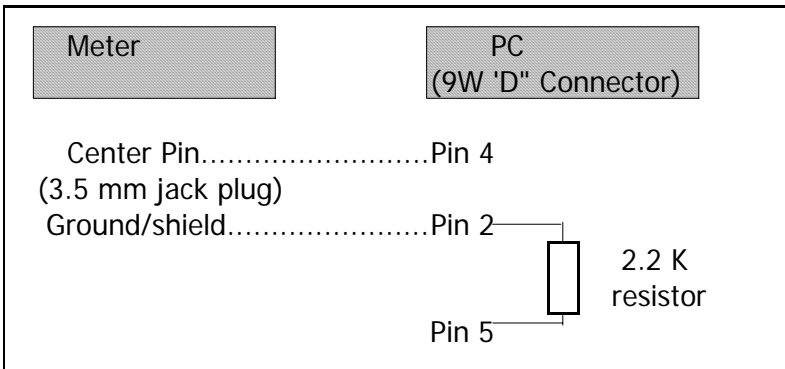 Meter PC
(9W 'D" Connector)
Center Pin..........................Pin 4
(3.5 mm jack plug)
Ground/shield.......................Pin 2
2.2 K
resistor
Pin 5